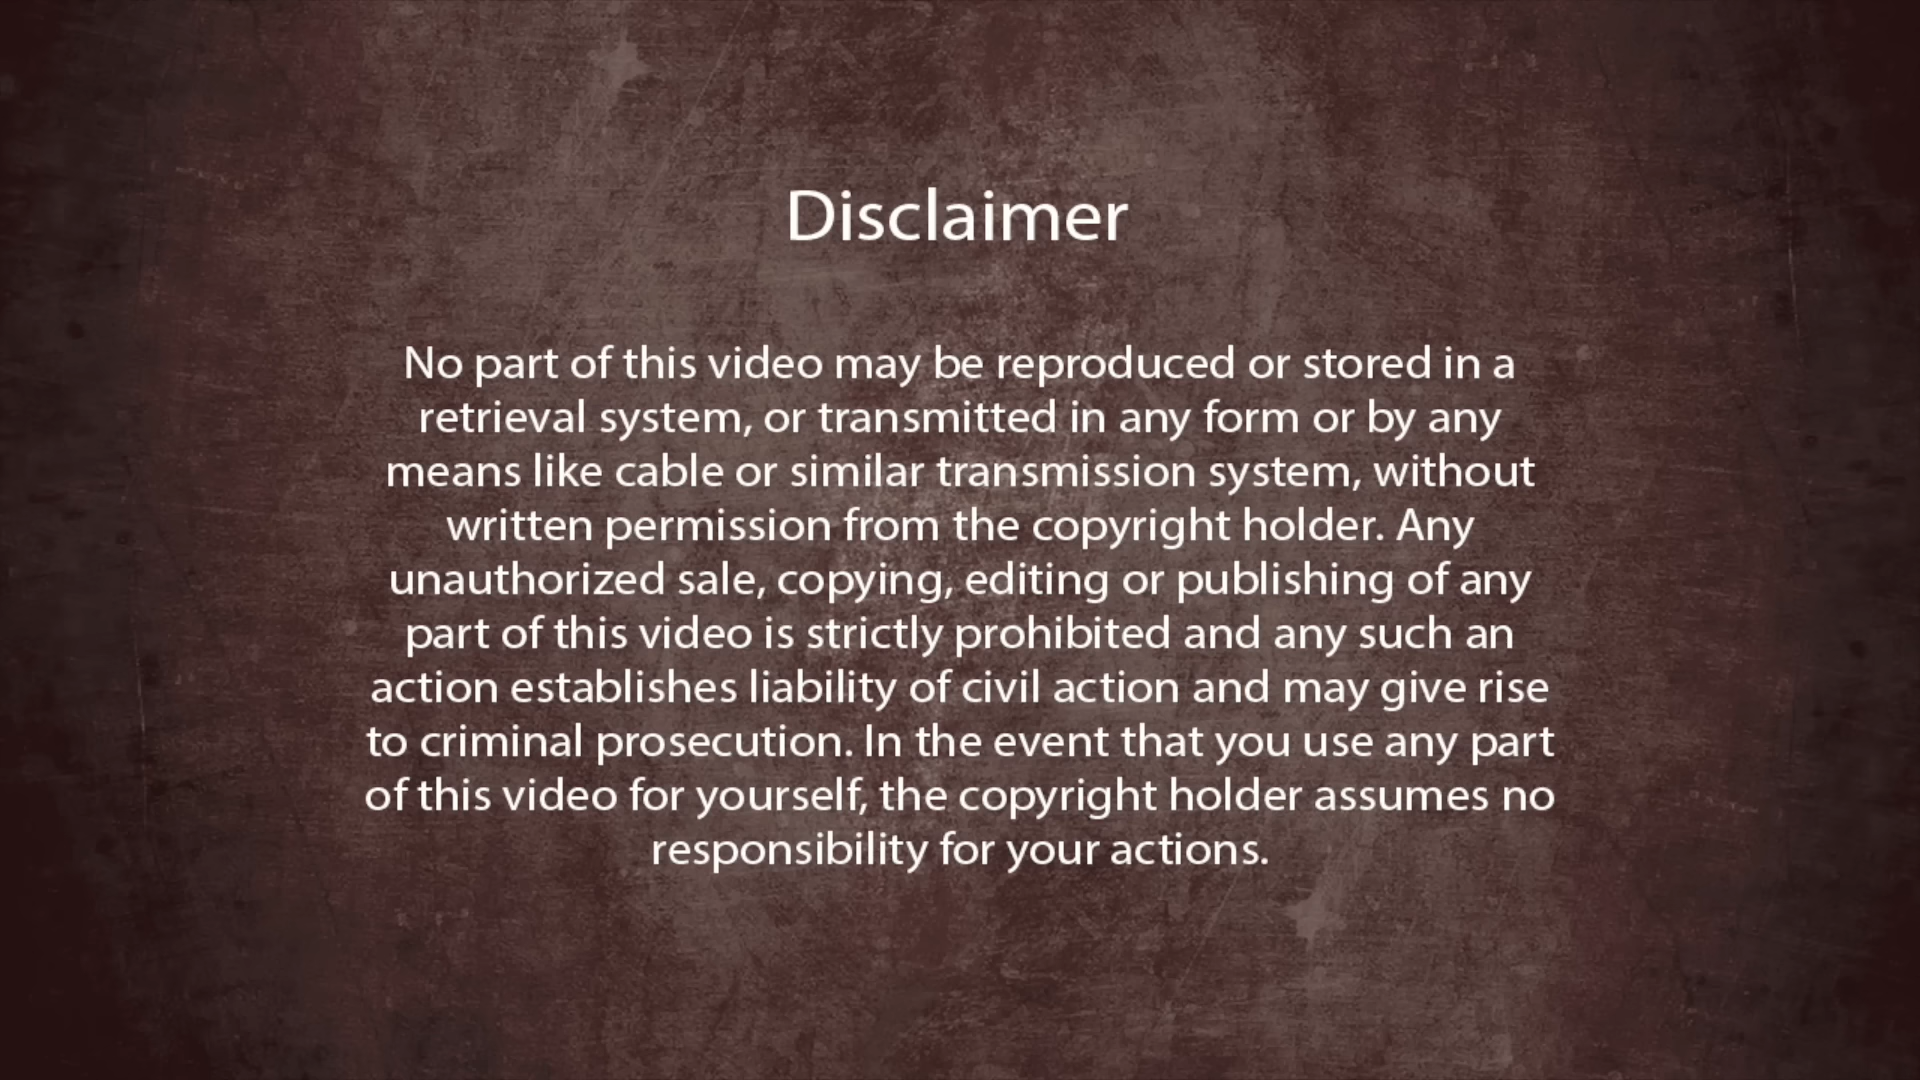 Disclaimer
No part of this video may be reproduced or stored in a
retrieval system, or transmitted in any form or by any
means like cable or similar transmission system, without
written permission from the copyright holder. Any
unauthorized sale, copying, editing or publishing of any
part of this video is strictly prohibited and any such an
action establishes liability of civil action and may give rise
to criminal prosecution. In the event that you use any part
of this video for yourself, the copyright holder assumes no
responsibility for your actions.